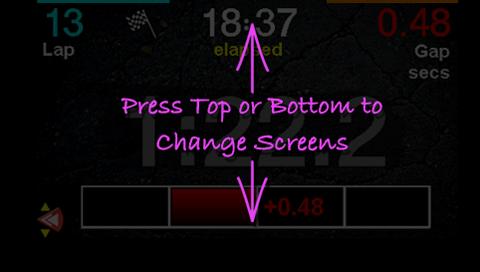 13 18:37 0.48
Lap elapsed Gap
secs
Press Top or Bottom to
Change Screens
1:22.2
+0.48